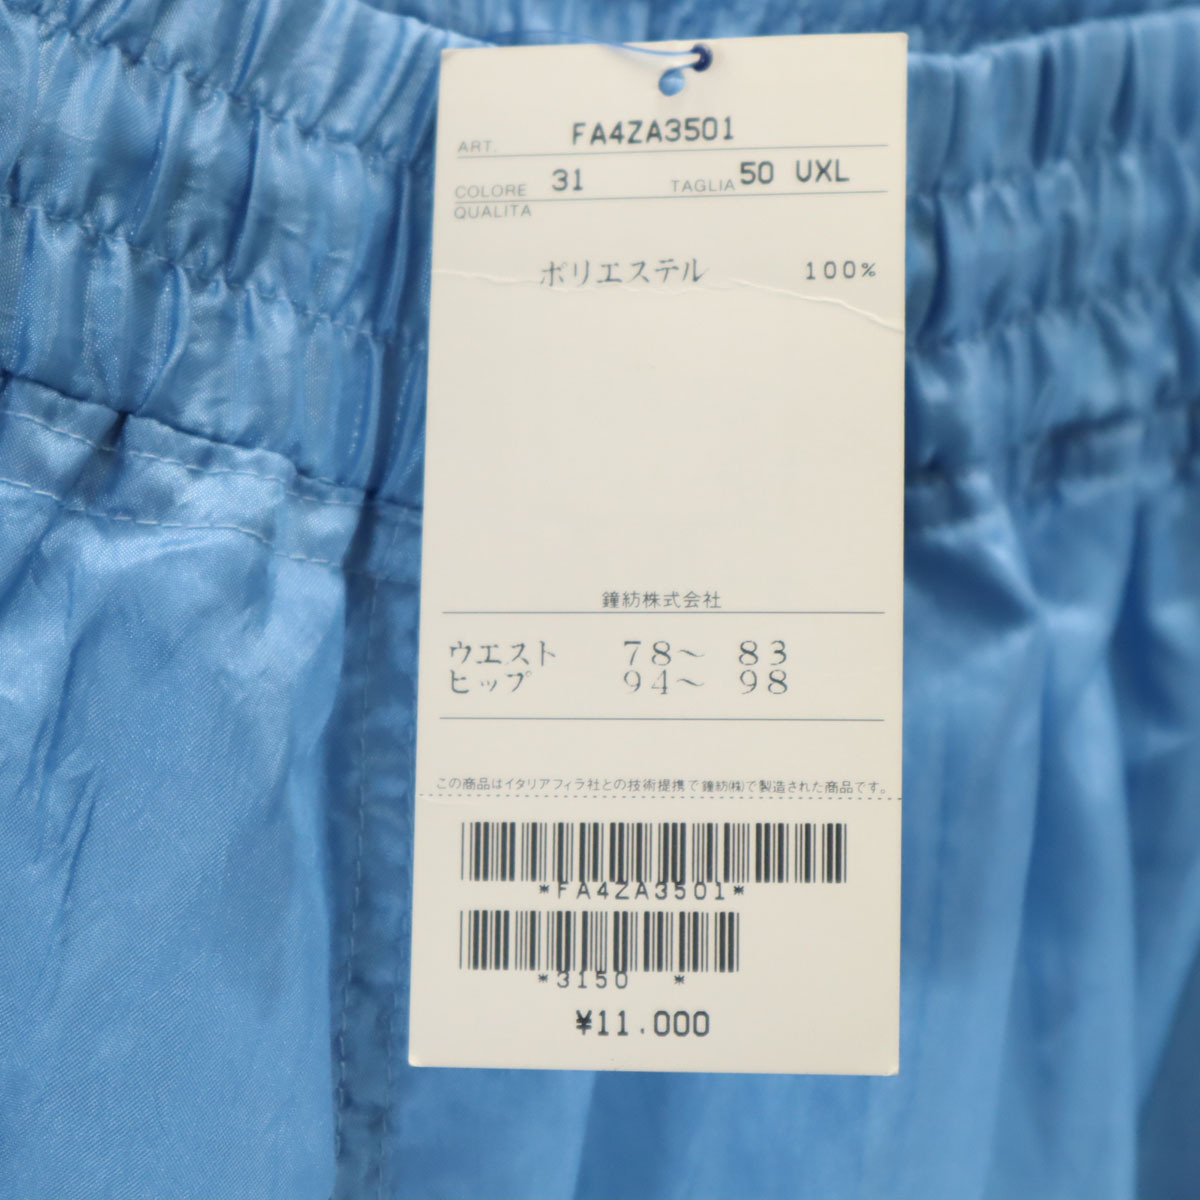 ART. FA4ZA3501
COLORE 31 TAGLIA 50 UXL
QUALITA
ポリエステル 100%
鐘紡株式会社
ウエスト 78～ 83
ヒップ 94～ 98
この商品はイタリアフィラ社との技術提携で鐘紡(株)で製造された商品です。
*FA4ZA3501*
*3150 *
¥11.000